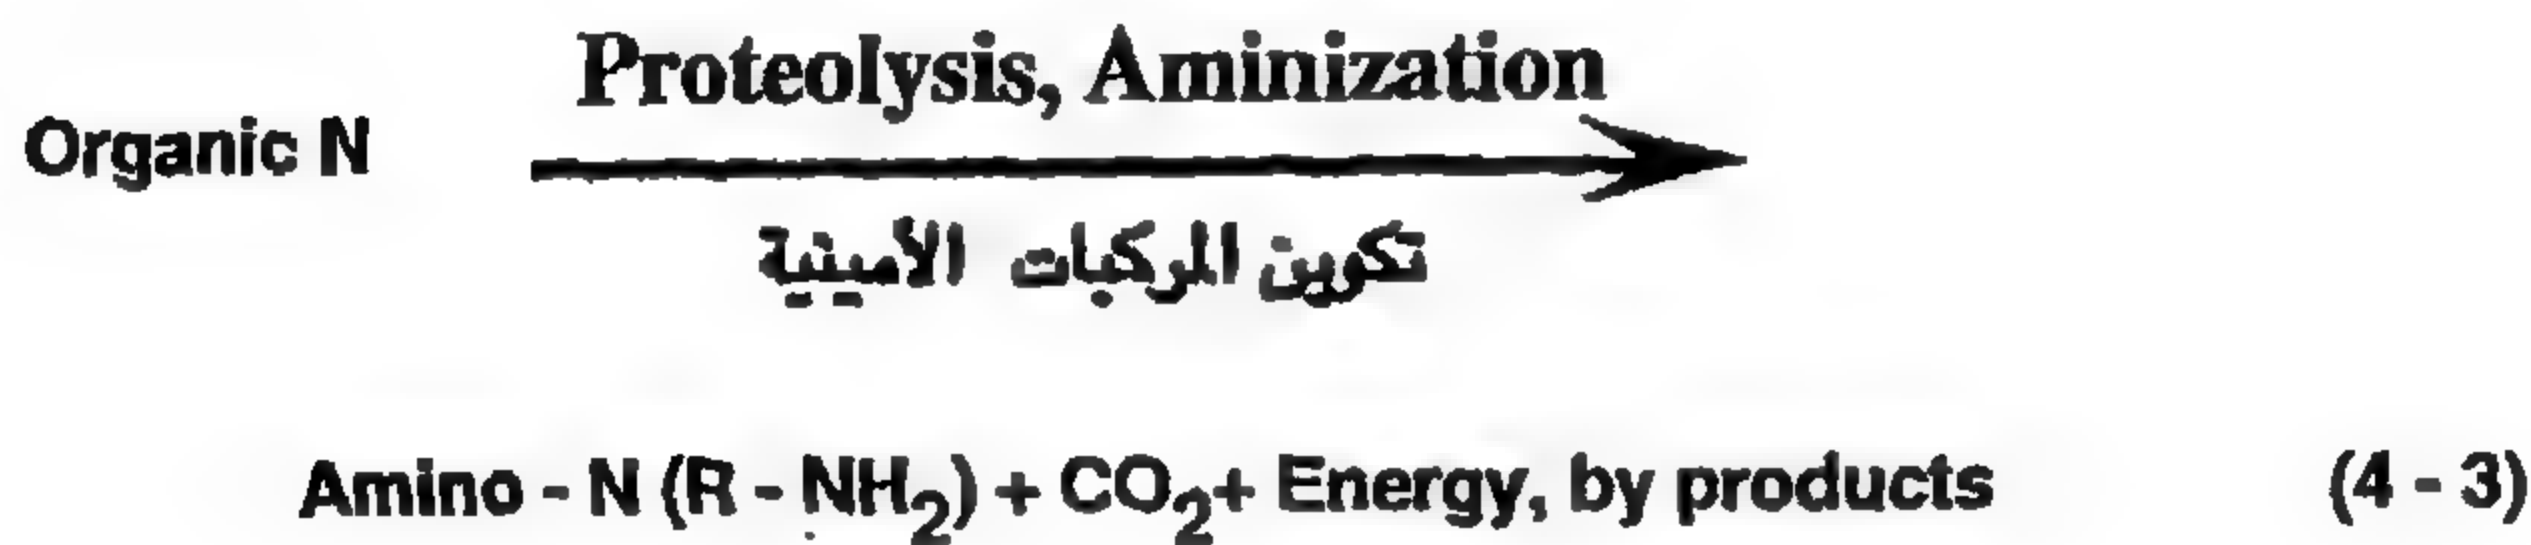 Proteolysis, Aminization
Organic N
تكوين المركبات الأمينية
Amino - N (R - NH₂) + CO₂+ Energy, by products (4 - 3)